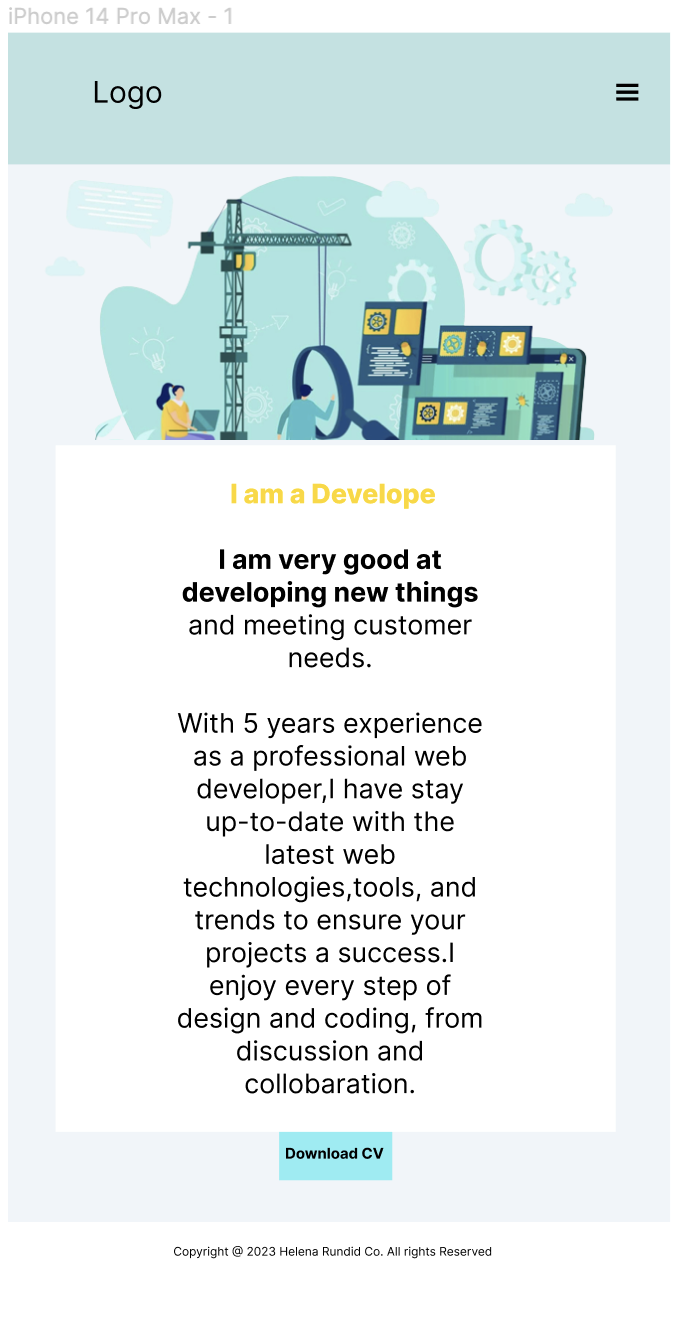 iPhone 14 Pro Max - 1
Logo
I am a Develope
I am very good at
developing new things
and meeting customer
needs.
With 5 years experience
as a professional web
developer,I have stay
up-to-date with the
latest web
technologies,tools, and
trends to ensure your
projects a success.I
enjoy every step of
design and coding, from
discussion and
collobaration.
Download CV
Copyright @ 2023 Helena Rundid Co. All rights Reserved